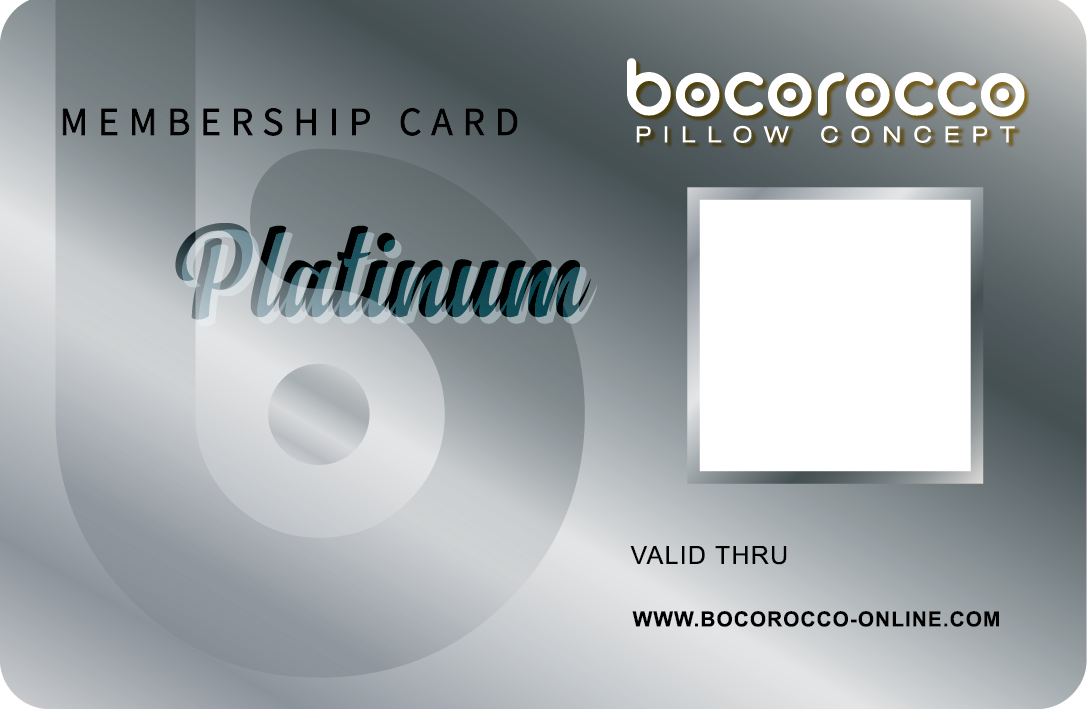 MEMBERSHIP CARD
bocorocco
PILLOW CONCEPT
Platinum
VALID THRU
WWW.BOCOROCCO-ONLINE.COM